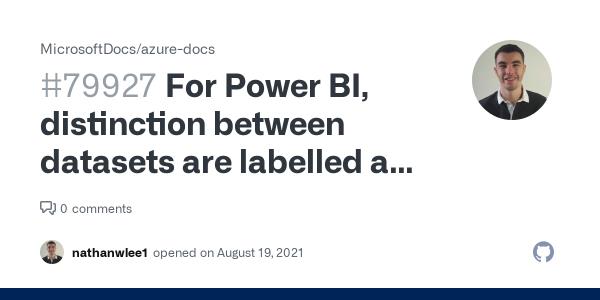 MicrosoftDocs/azure-docs
#79927 For Power BI,
distinction between
datasets are labelled a...
0 comments
nathanwlee1 opened on August 19, 2021